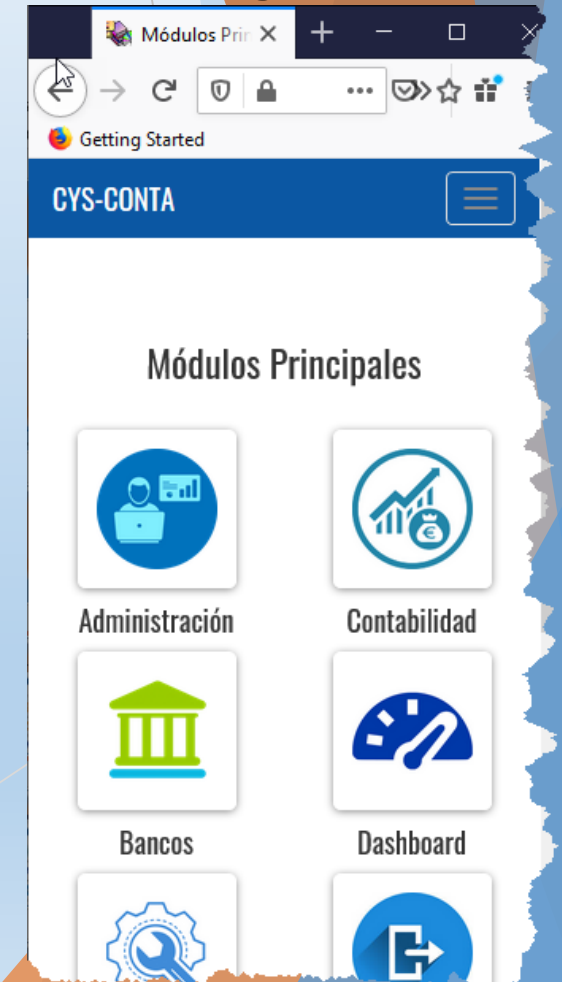 Módulos Prin
Getting Started
CYS-CONTA
Módulos Principales
Administración
Contabilidad
Bancos
Dashboard